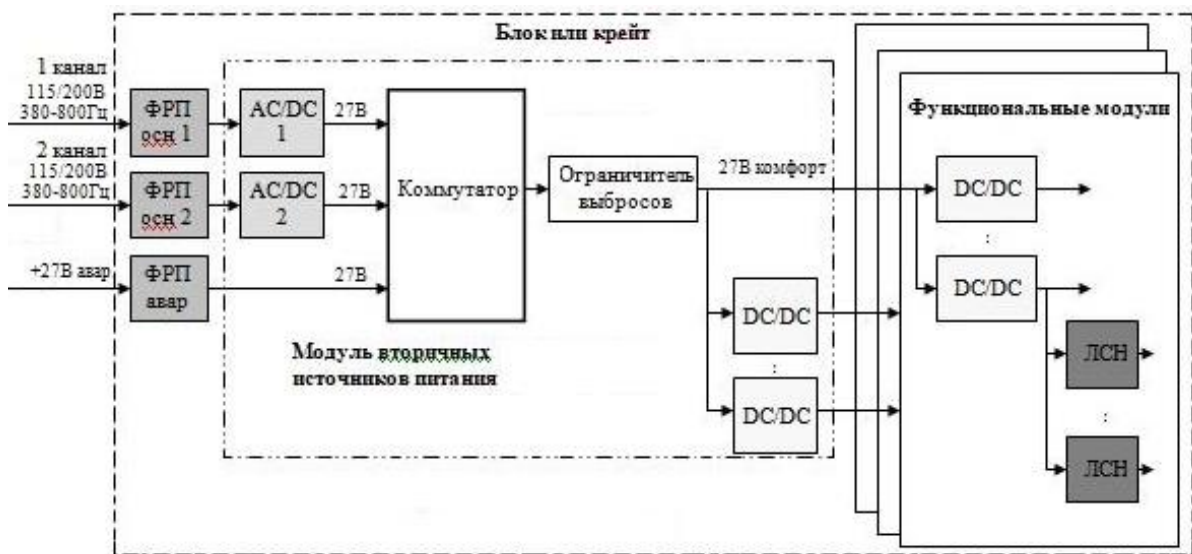 Блок или крейт
1 канал
115/200В
380-800Гц
ФРП
осн 1
AC/DC
1
27В
2 канал
115/200В
380-800Гц
ФРП
осн 2
AC/DC
2
27В
+27В авар
ФРП
авар
27В
Коммутатор
Ограничитель
выбросов
27В комфорт
Модуль вторичных
источников питания
DC/DC
:
DC/DC
Функциональные модули
DC/DC
:
DC/DC
ЛСН
:
ЛСН